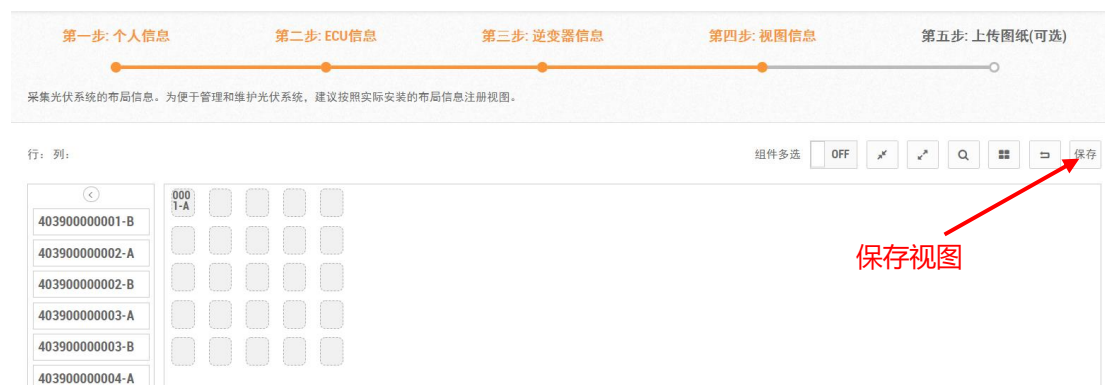 第一步: 个人信息 第二步: ECU信息 第三步: 逆变器信息 第四步: 视图信息 第五步: 上传图纸(可选)
采集光伏系统的布局信息。为便于管理和维护光伏系统，建议按照实际安装的布局信息注册视图。
行: 列: 组件多选 OFF 保存
000
1-A
403900000001-B
403900000002-A
保存视图
403900000002-B
403900000003-A
403900000003-B
403900000004-A